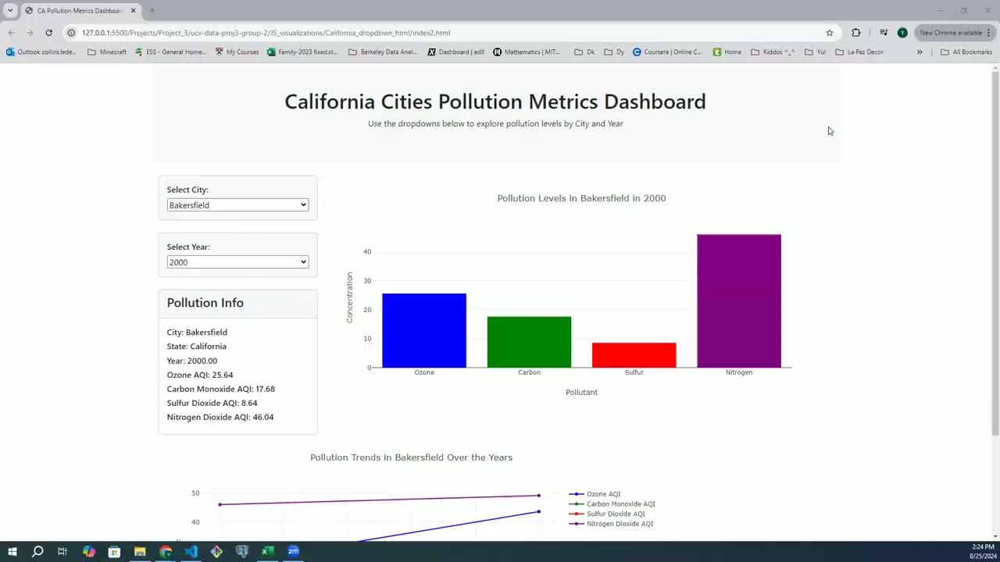 CA Pollution Metrics Dashboard
127.0.0.1:5500/Projects/Project_3/ucv-data-proj3-group-2/JS_visualizations/California_dropdown_html/index2.html
New Chrome available
Outlook collins.lede...
Minecraft
ESS - General Home...
My Courses
Family-2023 fixed.xl...
Berkeley Data Anal...
Dashboard | edX
Mathematics | MIT...
Dk
Dy
Coursera | Online C...
Home
Kiddos ^_^
Yu!
La Paz Decor
All Bookmarks
California Cities Pollution Metrics Dashboard
Use the dropdowns below to explore pollution levels by City and Year
Select City:
Bakersfield
Select Year:
2000
Pollution Info
City: Bakersfield
State: California
Year: 2000.00
Ozone AQI: 25.64
Carbon Monoxide AQI: 17.68
Sulfur Dioxide AQI: 8.64
Nitrogen Dioxide AQI: 46.04
Pollution Levels in Bakersfield in 2000
Concentration
40
30
20
10
0
Ozone
Carbon
Sulfur
Nitrogen
Pollutant
Pollution Trends in Bakersfield Over the Years
50
40
Ozone AQI
Carbon Monoxide AQI
Sulfur Dioxide AQI
Nitrogen Dioxide AQI
2:24 PM
8/25/2024